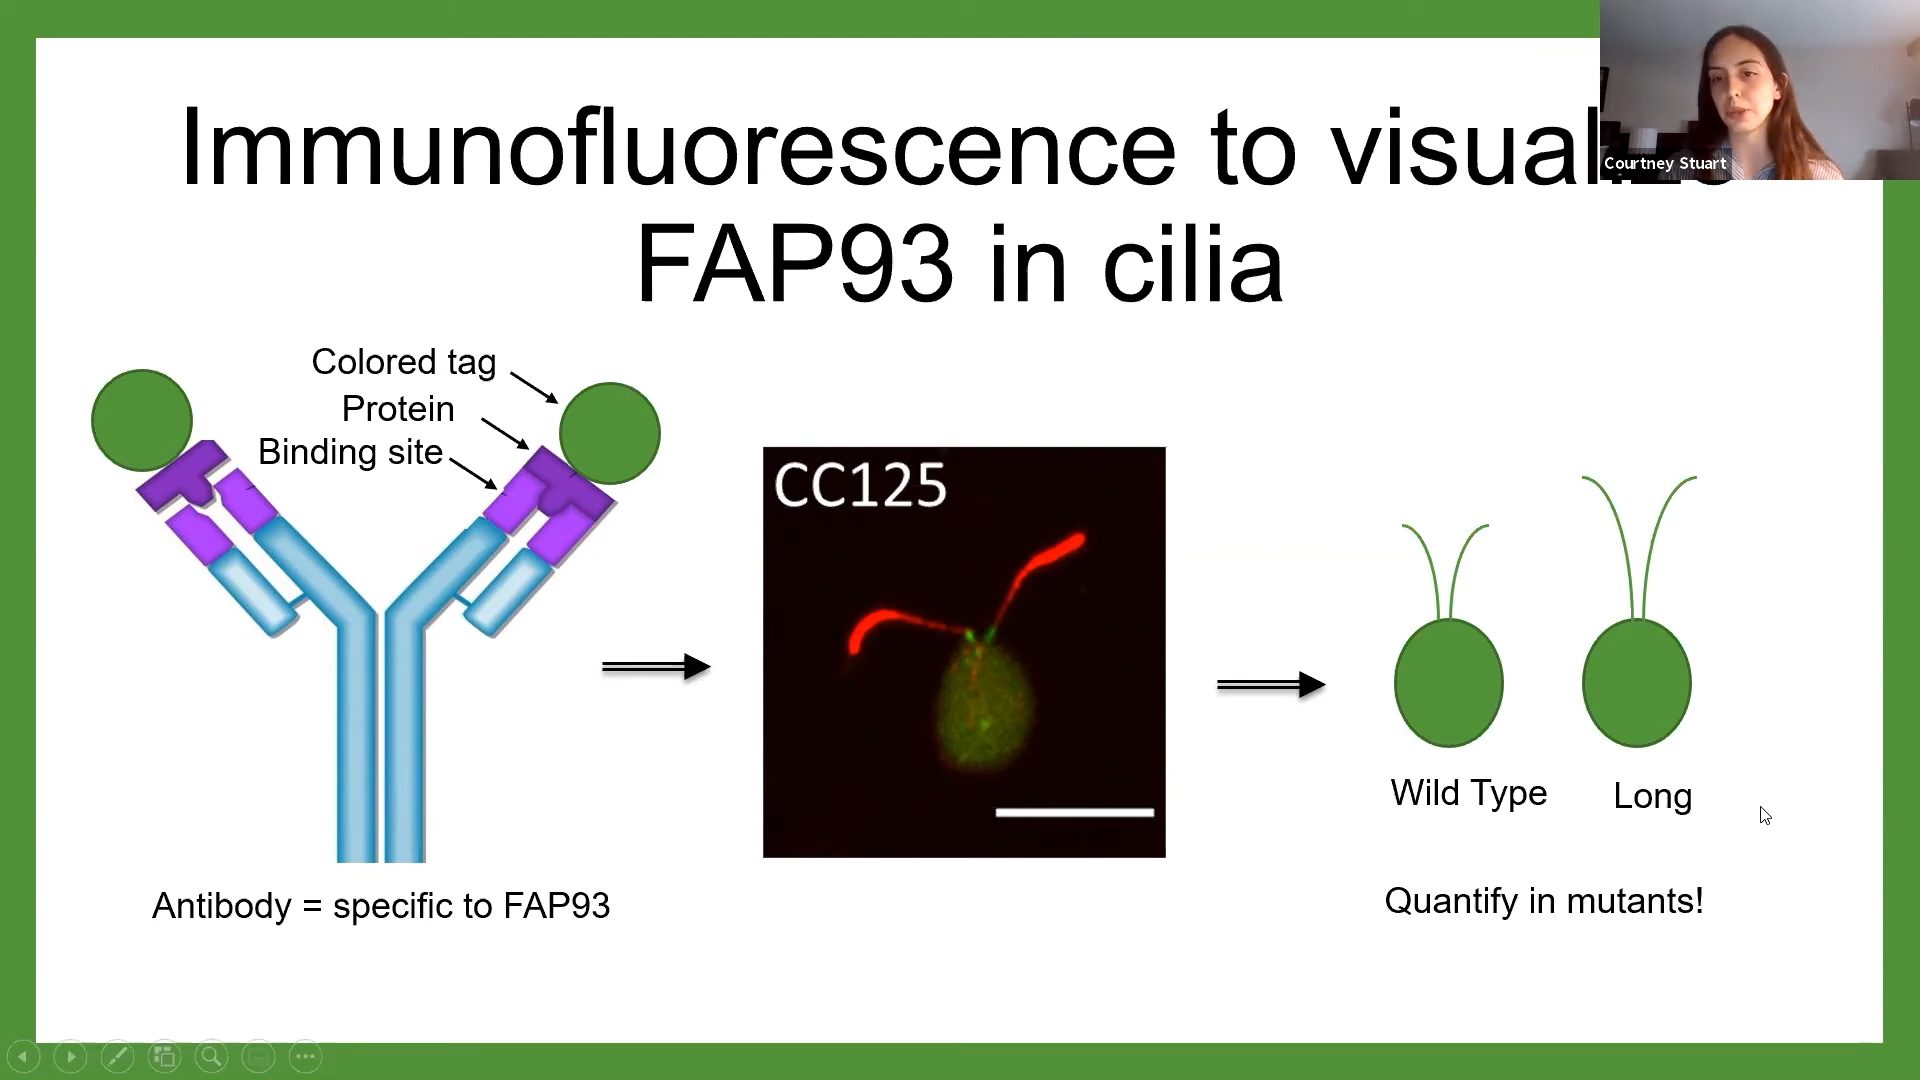 Immunofluorescence to visualize
FAP93 in cilia
Courtney Stuart
Colored tag
Protein
Binding site
CC125
Wild Type
Long
Antibody = specific to FAP93
Quantify in mutants!